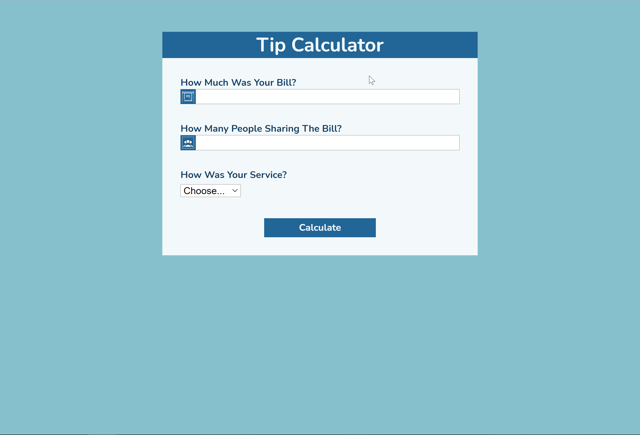 Tip Calculator
How Much Was Your Bill?
How Many People Sharing The Bill?
How Was Your Service?
Choose...
Calculate